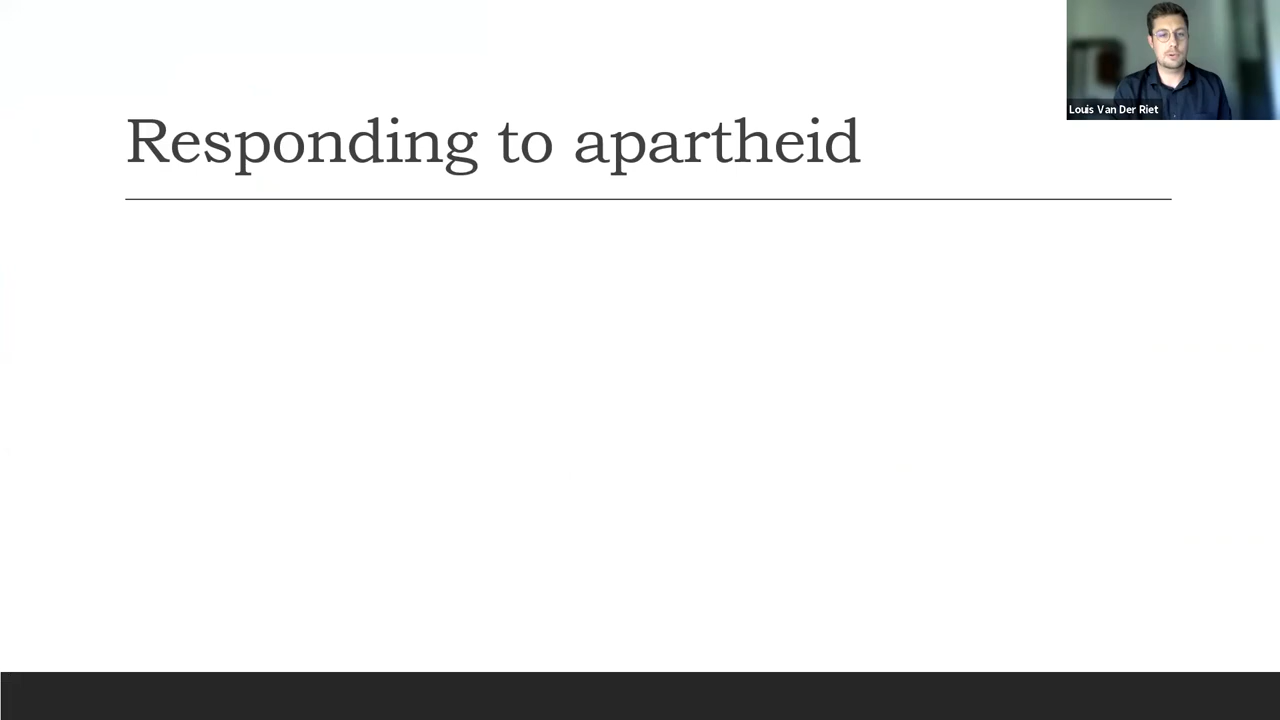 Responding to apartheid
Louis Van Der Riet